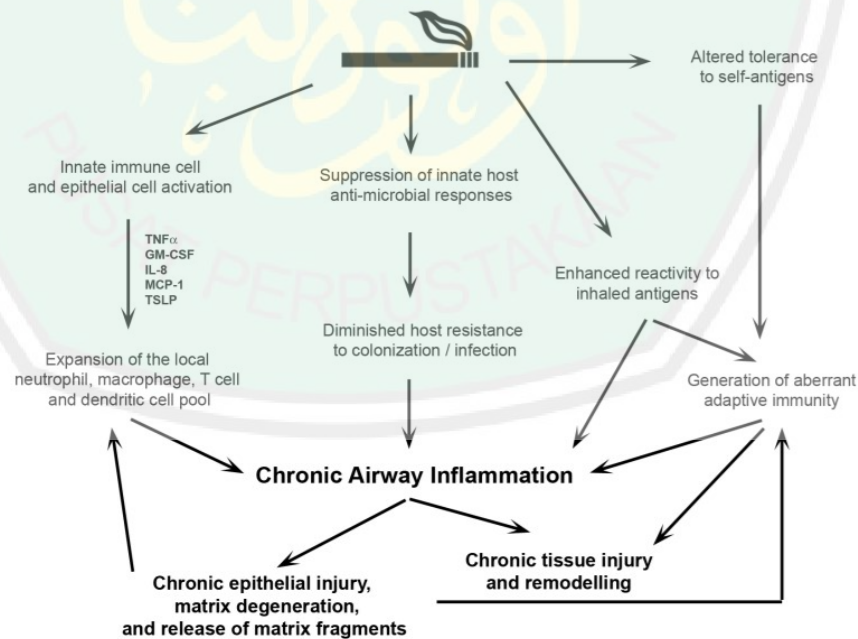 Altered tolerance
to self-antigens
Innate immune cell
and epithelial cell activation
Suppression of innate host
anti-microbial responses
TNFα
GM-CSF
IL-8
MCP-1
TSLP
Enhanced reactivity to
inhaled antigens
Diminished host resistance
to colonization / infection
Expansion of the local
neutrophil, macrophage, T cell
and dendritic cell pool
Generation of aberrant
adaptive immunity
Chronic Airway Inflammation
Chronic tissue injury
and remodelling
Chronic epithelial injury,
matrix degeneration,
and release of matrix fragments
PUSAT PERPUSTAKAAN